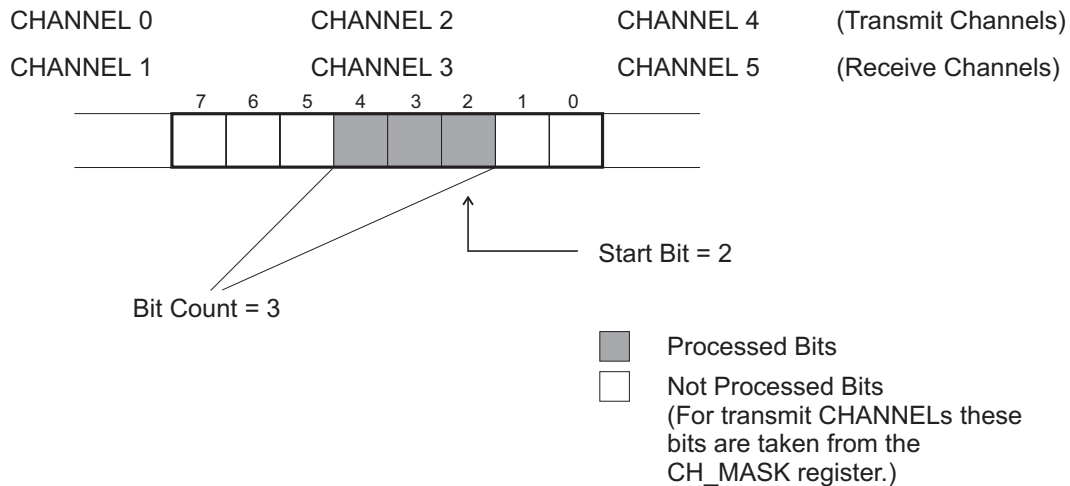 CHANNEL 0 CHANNEL 2 CHANNEL 4 (Transmit Channels)
CHANNEL 1 CHANNEL 3 CHANNEL 5 (Receive Channels)
7 6 5 4 3 2 1 0
Start Bit = 2
Bit Count = 3
Processed Bits
Not Processed Bits
(For transmit CHANNELs these
bits are taken from the
CH_MASK register.)